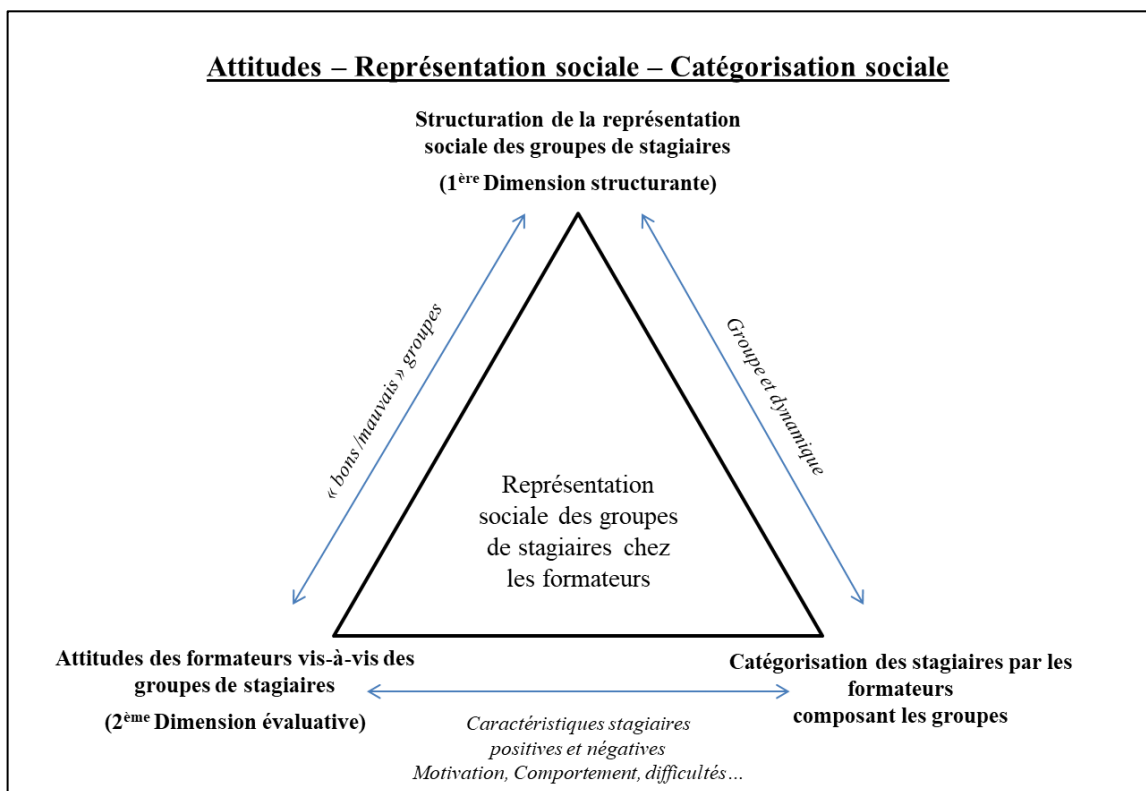 Attitudes – Représentation sociale – Catégorisation sociale
Structuration de la représentation
sociale des groupes de stagiaires
(1ère Dimension structurante)
« bons /mauvais » groupes
Groupe et dynamique
Représentation
sociale des groupes
de stagiaires chez
les formateurs
Attitudes des formateurs vis-à-vis des
groupes de stagiaires
(2ème Dimension évaluative)
Catégorisation des stagiaires par les
formateurs
composant les groupes
Caractéristiques stagiaires
positives et négatives
Motivation, Comportement, difficultés…